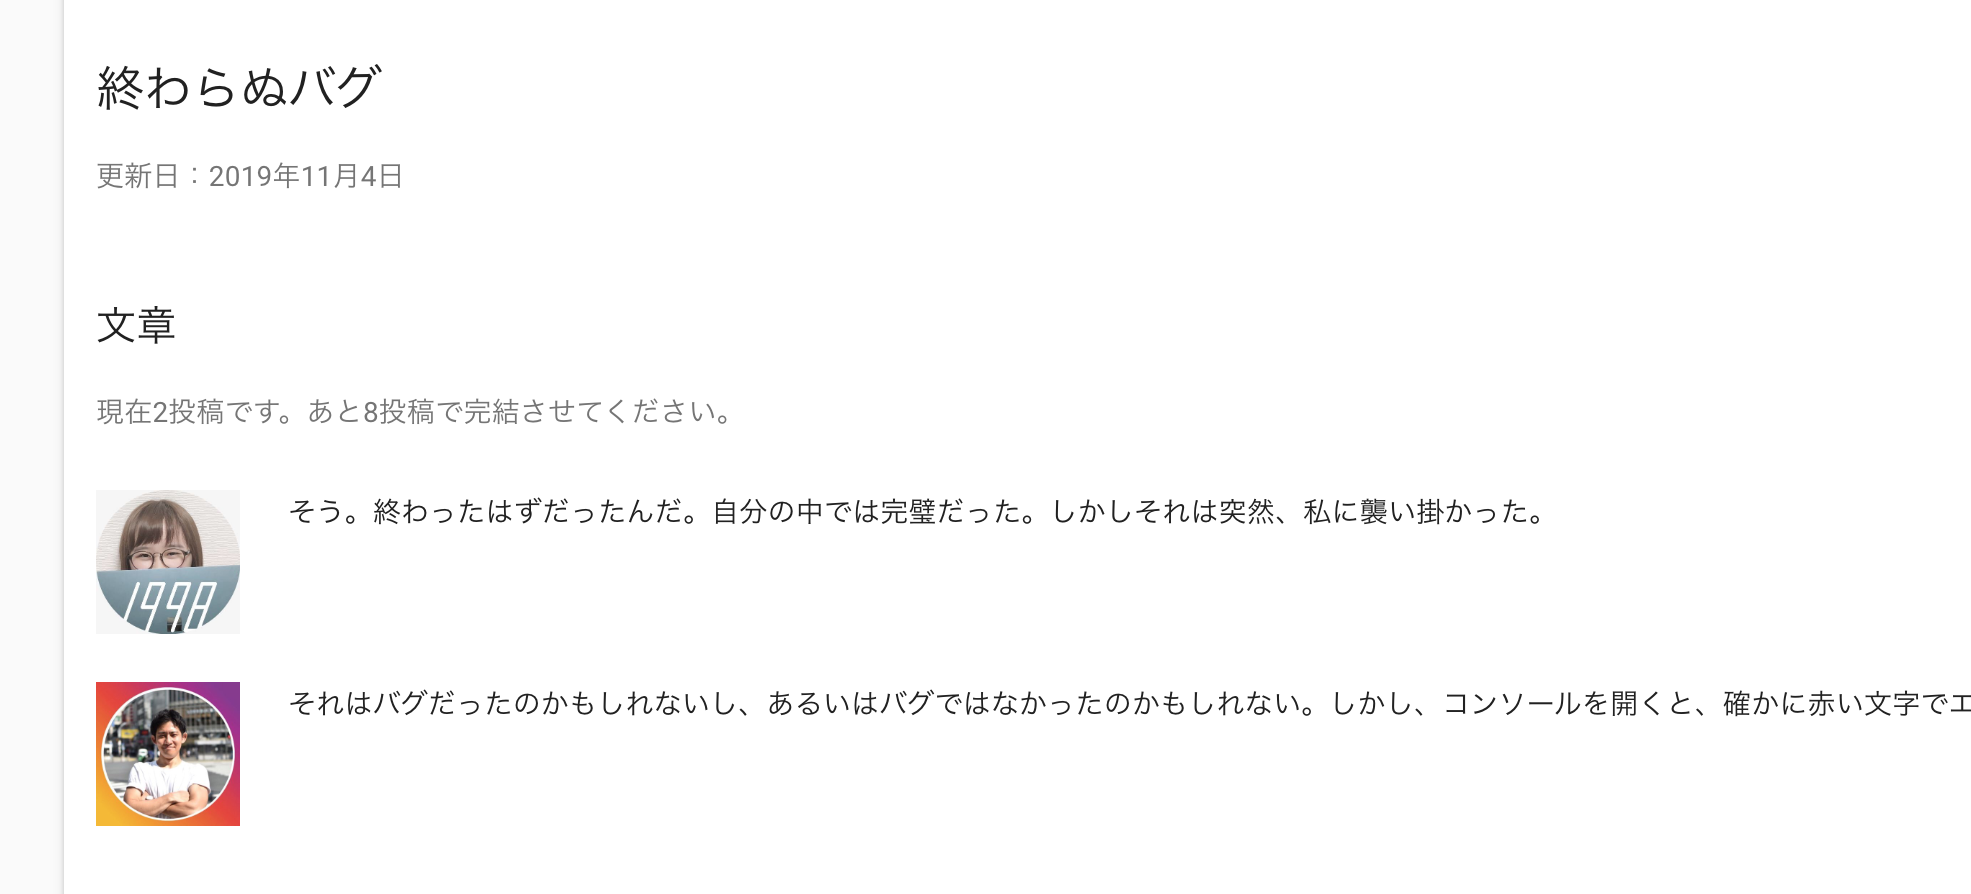 終わらぬバグ
更新日：2019年11月4日
文章
現在2投稿です。あと8投稿で完結させてください。
そう。終わったはずだったんだ。自分の中では完璧だった。しかしそれは突然、私に襲い掛かった。
1998
それはバグだったのかもしれないし、あるいはバグではなかったのかもしれない。しかし、コンソールを開くと、確かに赤い文字でエ